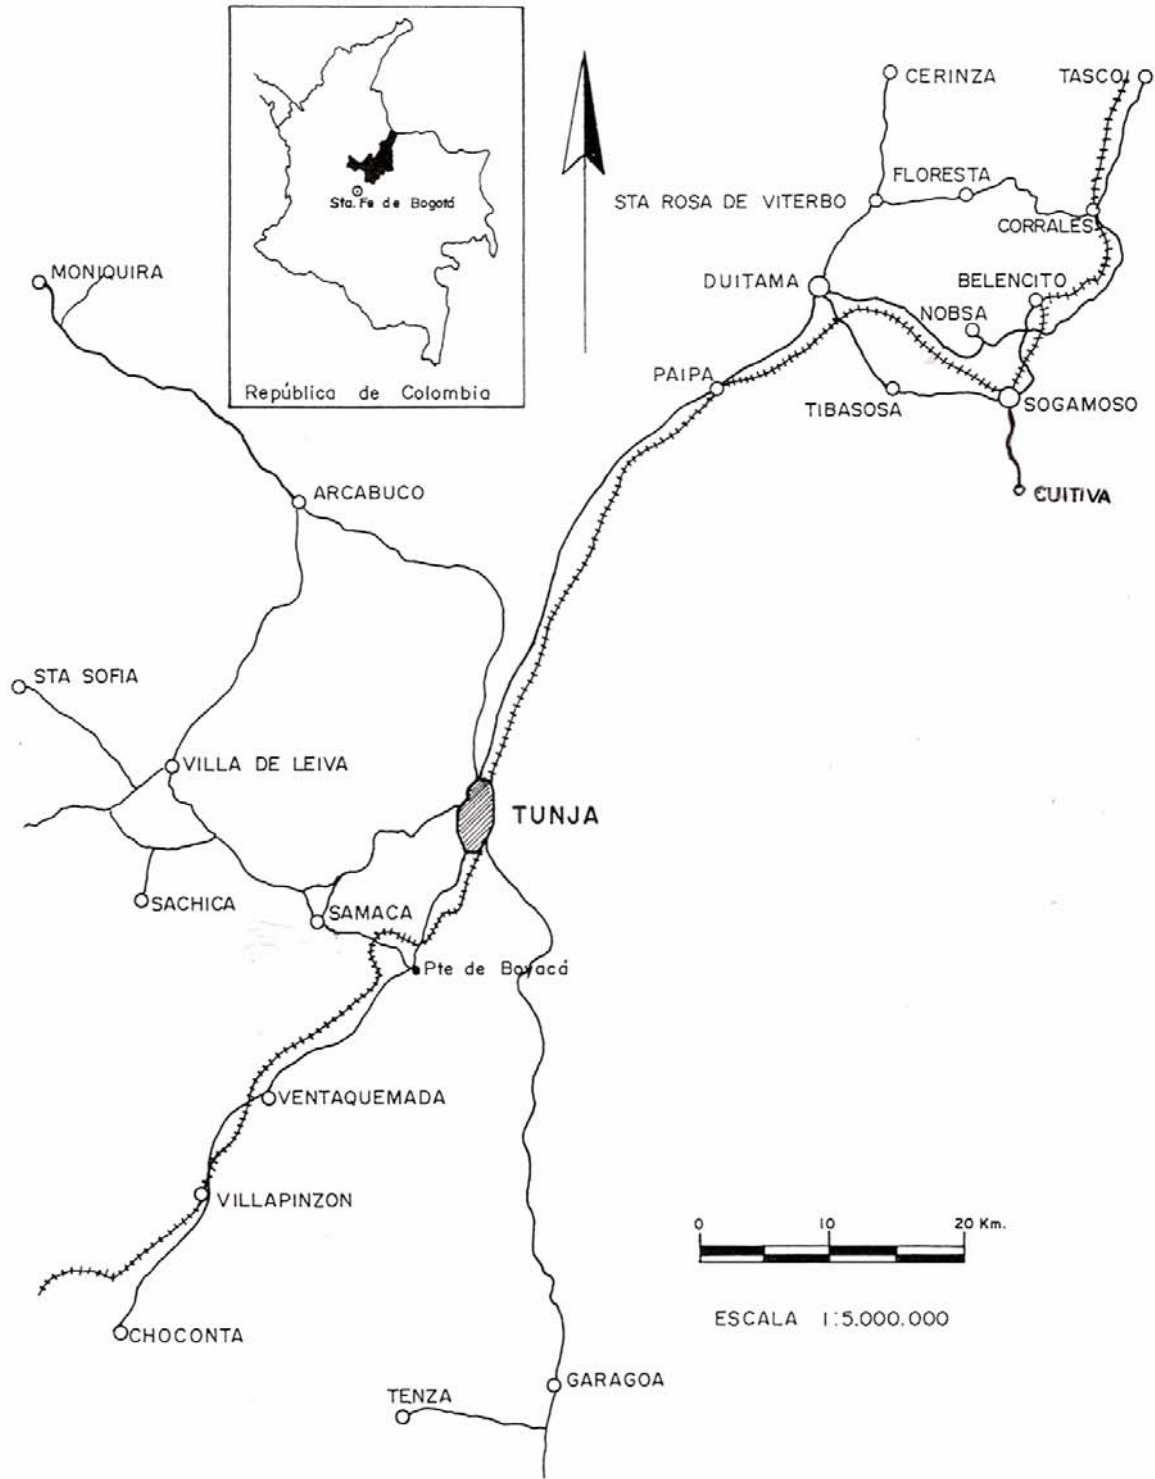 CERINZA
TASCO
FLORESTA
STA ROSA DE VITERBO
CORRALES
Sta. Fe de Bogotá
MONIQUIRA
DUITAMA
BELENCITO
NOBSA
República de Colombia
PAIPA
TIBASOSA
SOGAMOSO
CUITIVA
ARCABUCO
STA SOFIA
VILLA DE LEIVA
TUNJA
SACHICA
SAMACA
Pte de Boyacá
VENTAQUEMADA
VILLAPINZON
0 10 20 Km.
ESCALA 1:5.000.000
CHOCONTA
GARAGOA
TENZA